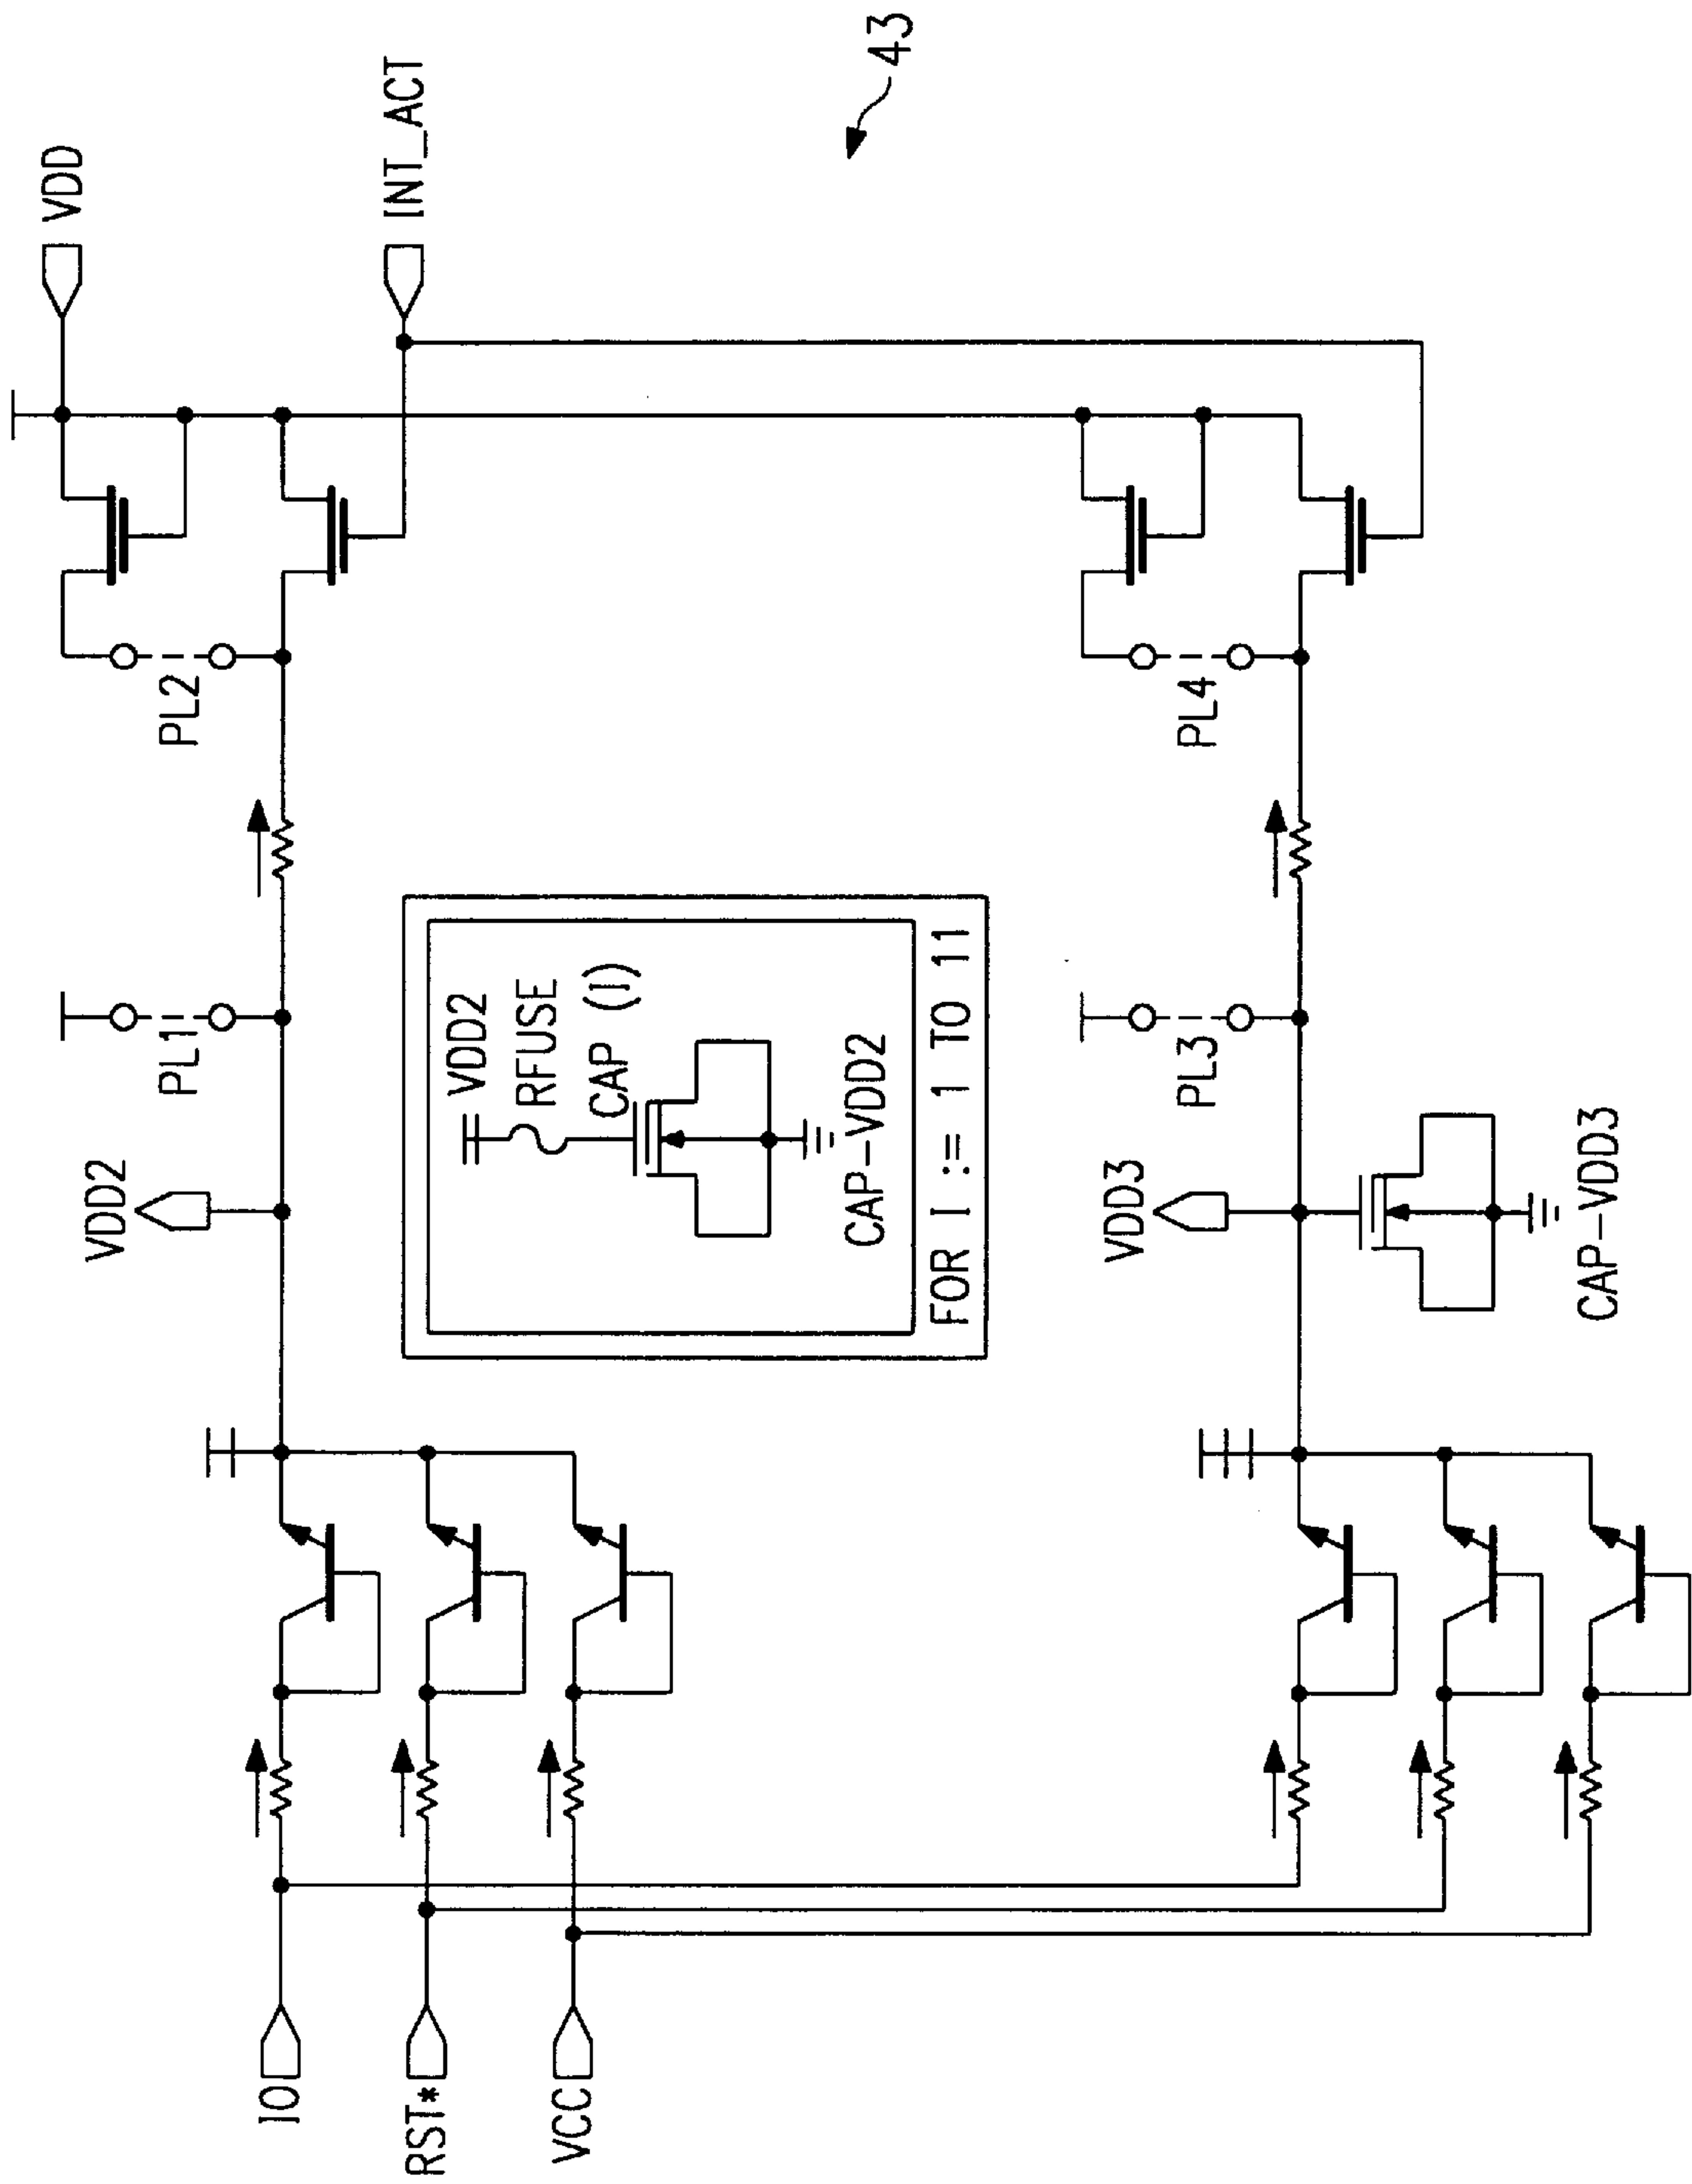 VDD
INT_ACT
43
PL2
PL4
PL1
PL3
VDD2
VDD2
RFUSE
CAP (I)
CAP-VDD2
FOR I := 1 TO 11
VDD3
CAP-VDD3
IO
RST*
VCC